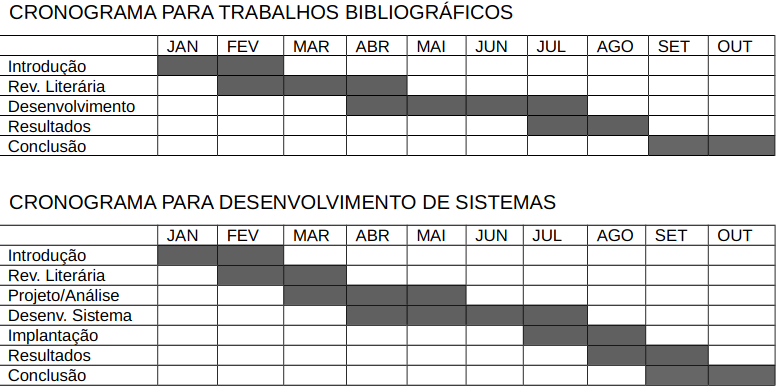 CRONOGRAMA PARA TRABALHOS BIBLIOGRÁFICOS
JAN FEV MAR ABR MAI JUN JUL AGO SET OUT
Introdução
Rev. Literária
Desenvolvimento
Resultados
Conclusão
CRONOGRAMA PARA DESENVOLVIMENTO DE SISTEMAS
JAN FEV MAR ABR MAI JUN JUL AGO SET OUT
Introdução
Rev. Literária
Projeto/Análise
Desenv. Sistema
Implantação
Resultados
Conclusão